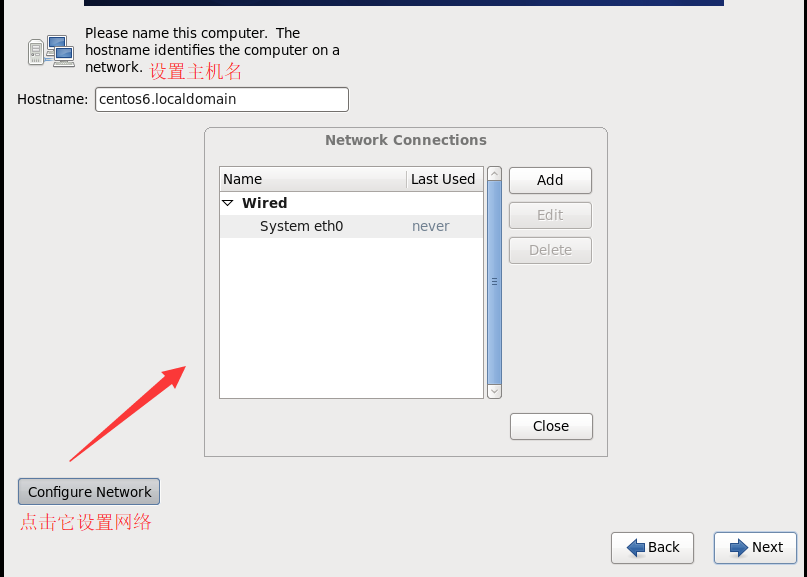 Please name this computer. The
hostname identifies the computer on a
network. 设置主机名
Hostname: centos6.localdomain
Network Connections
Name Last Used
Wired
System eth0 never
Add
Edit
Delete
Close
Configure Network
点击它设置网络
Back Next